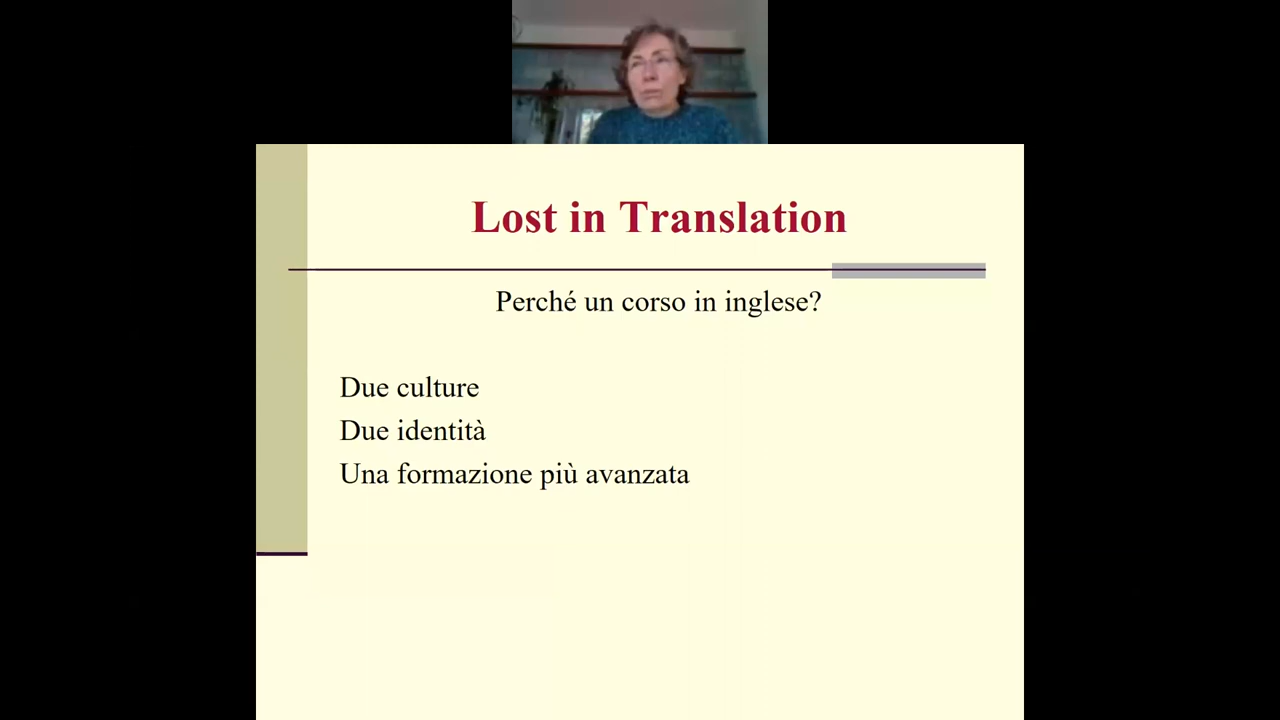 Lost in Translation
Perché un corso in inglese?
Due culture
Due identità
Una formazione più avanzata